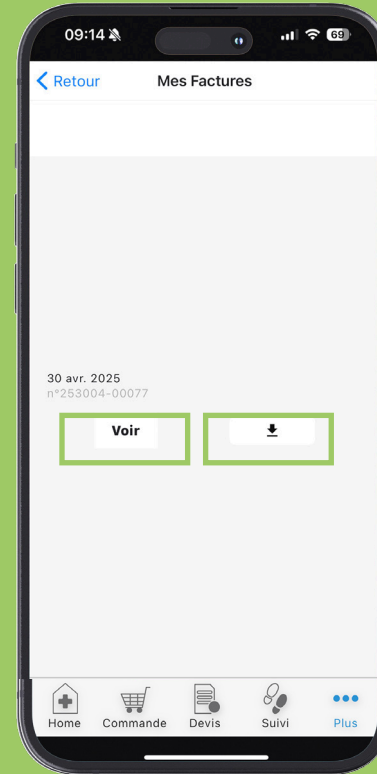 09:14
69
Retour
Mes Factures
30 avr. 2025
n°253004-00077
Voir
Home
Commande
Devis
Suivi
Plus